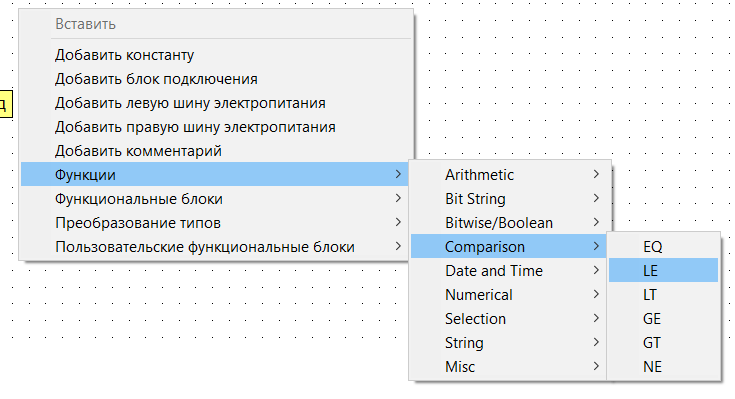 Вставить
Добавить константу
Добавить блок подключения
Добавить левую шину электропитания
д
Добавить правую шину электропитания
Добавить комментарий
Функции
Функциональные блоки
Преобразование типов
Пользовательские функциональные блоки
Arithmetic
Bit String
Bitwise/Boolean
Comparison
Date and Time
Numerical
Selection
String
Misc
EQ
LE
LT
GE
GT
NE